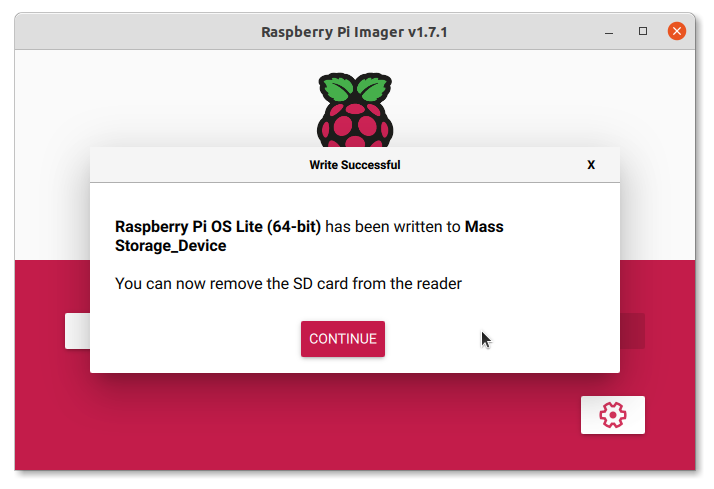 Raspberry Pi Imager v1.7.1
Write Successful X
Raspberry Pi OS Lite (64-bit) has been written to Mass
Storage_Device
You can now remove the SD card from the reader
CONTINUE